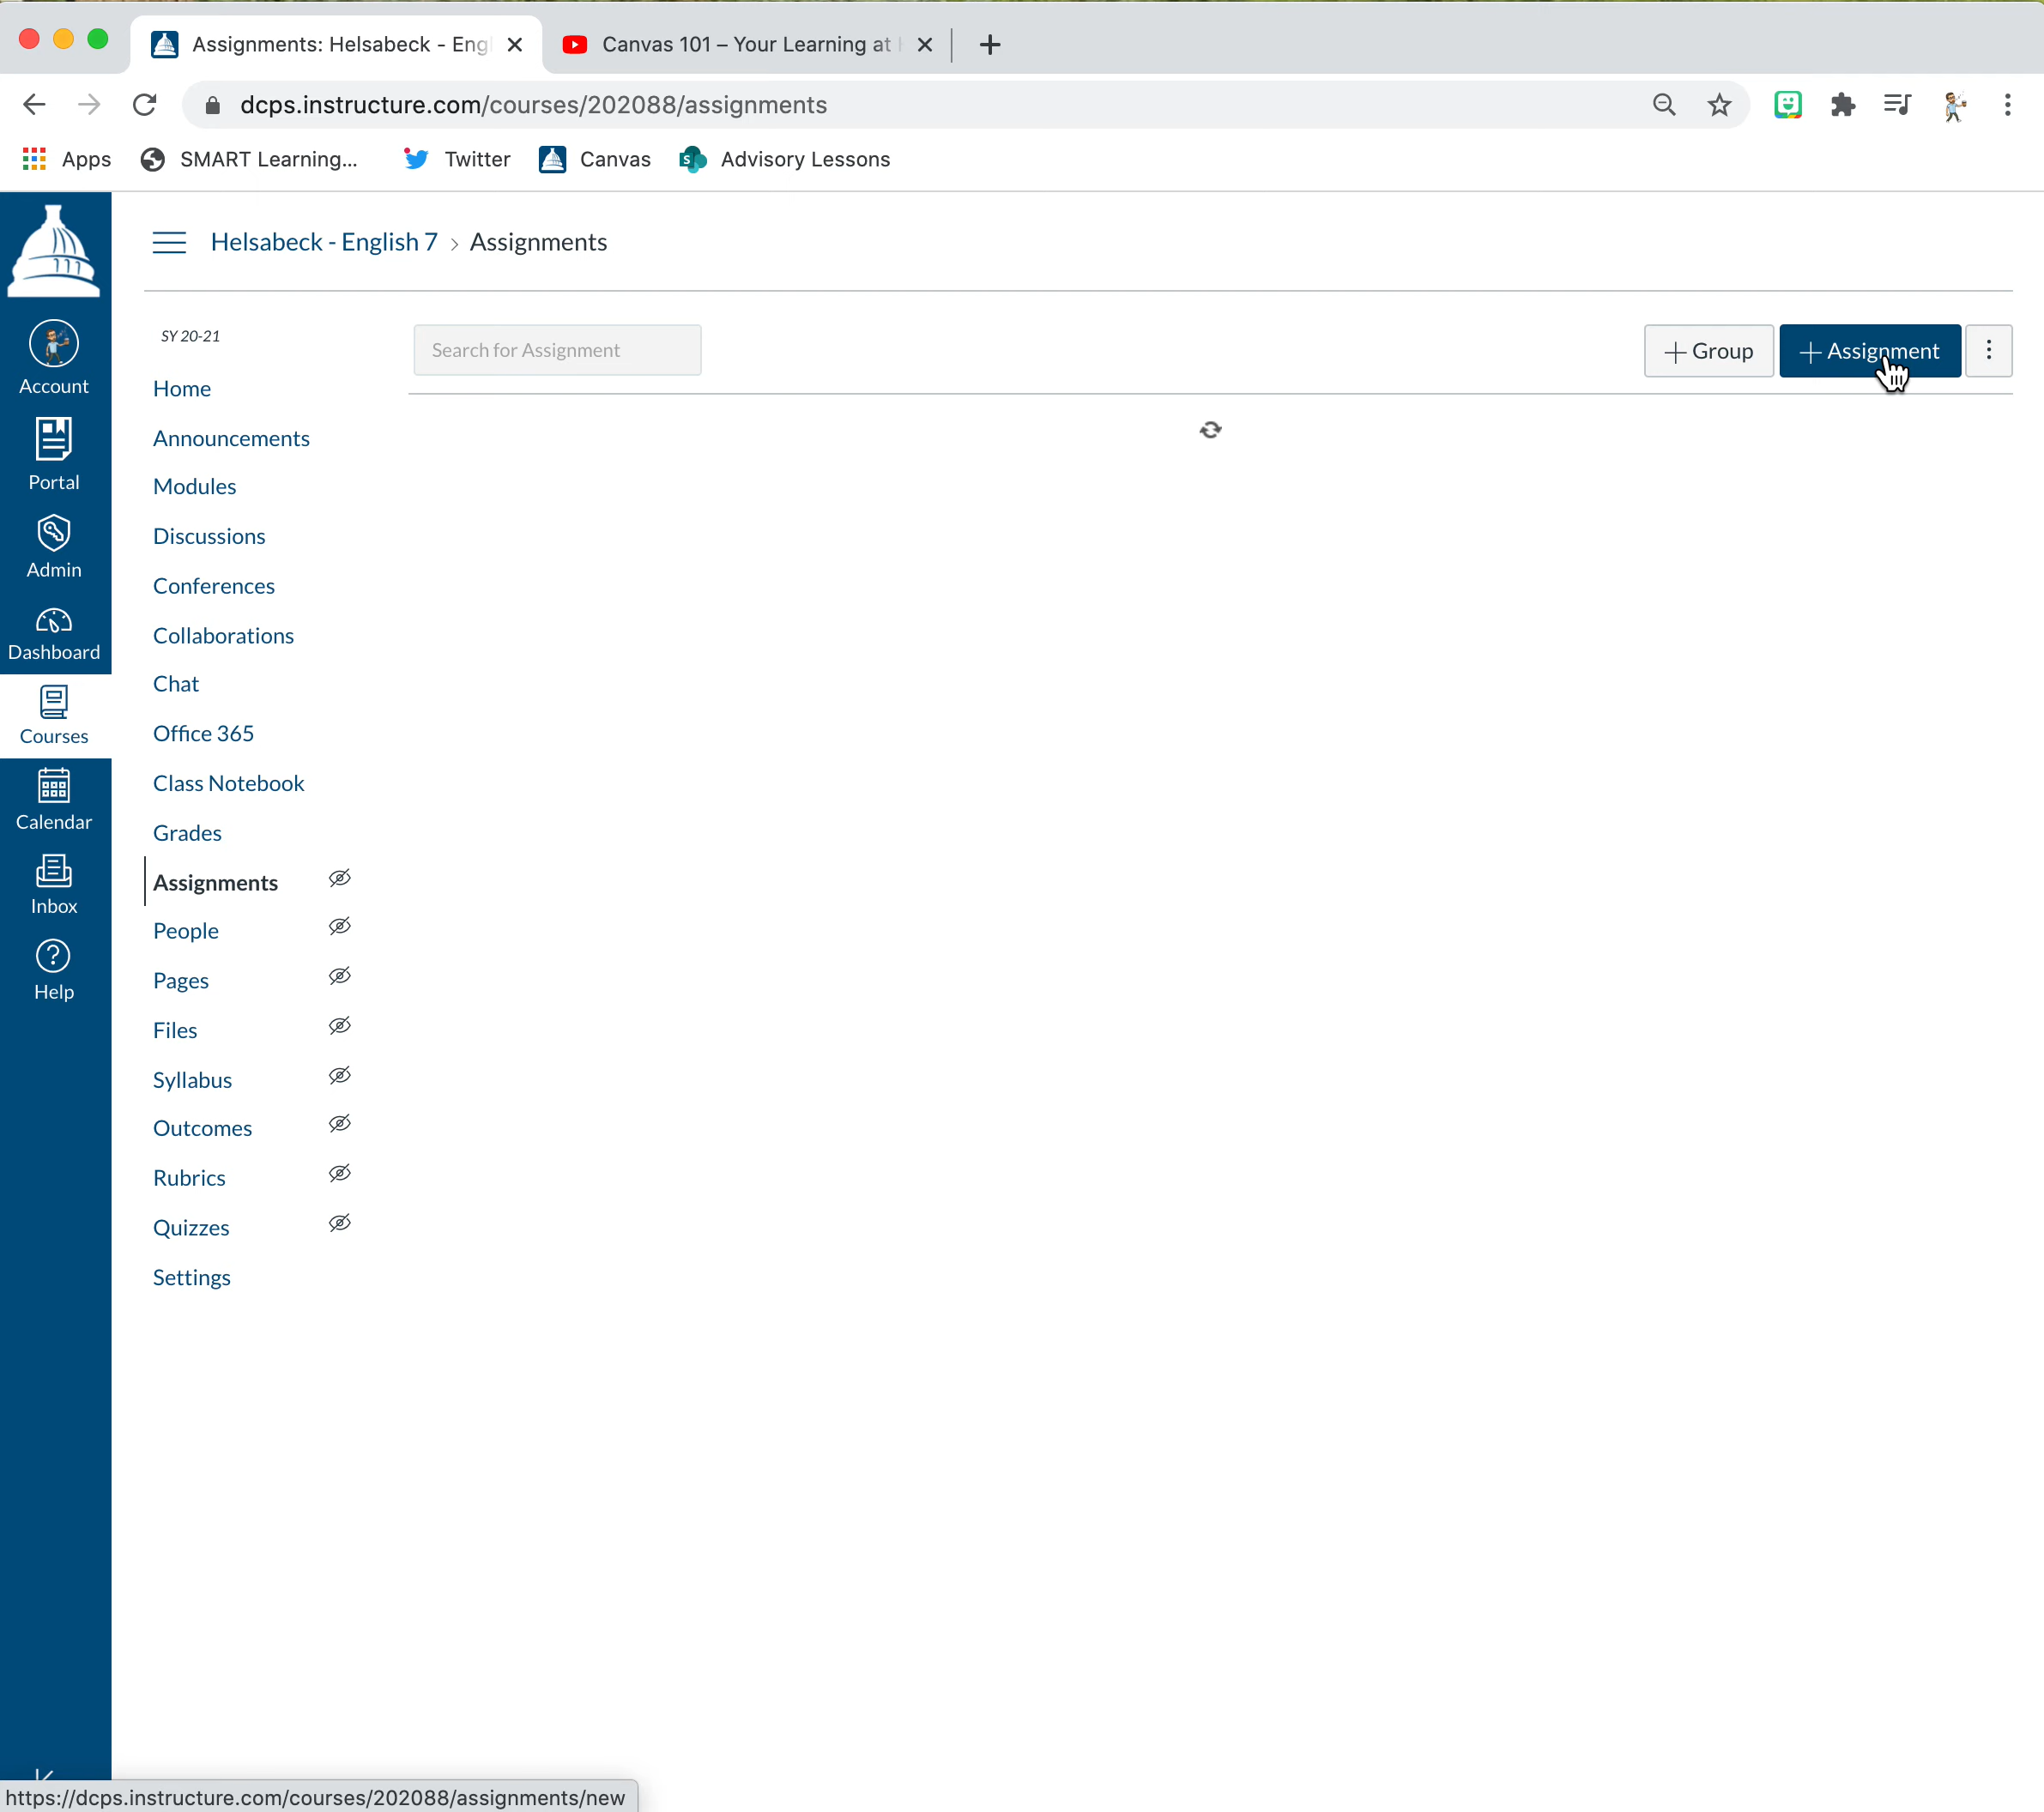 Assignments: Helsabeck - Eng
Canvas 101 – Your Learning at
dcps.instructure.com/courses/202088/assignments
Apps
SMART Learning...
Twitter
Canvas
Advisory Lessons
Helsabeck - English 7 › Assignments
SY 20-21
Search for Assignment
+ Group
+ Assignment
Account
Portal
Admin
Dashboard
Courses
Calendar
Inbox
Help
Home
Announcements
Modules
Discussions
Conferences
Collaborations
Chat
Office 365
Class Notebook
Grades
Assignments
People
Pages
Files
Syllabus
Outcomes
Rubrics
Quizzes
Settings
https://dcps.instructure.com/courses/202088/assignments/new